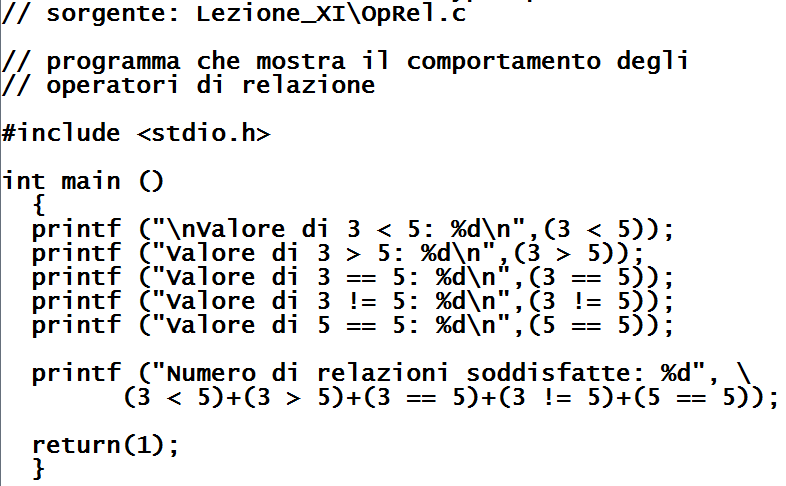 // sorgente: Lezione_XI\OpRel.c
// programma che mostra il comportamento degli
// operatori di relazione
#include <stdio.h>
int main ()
{
printf ("\nValore di 3 < 5: %d\n",(3 < 5));
printf ("Valore di 3 > 5: %d\n",(3 > 5));
printf ("Valore di 3 == 5: %d\n",(3 == 5));
printf ("Valore di 3 != 5: %d\n",(3 != 5));
printf ("Valore di 5 == 5: %d\n",(5 == 5));
printf ("Numero di relazioni soddisfatte: %d", \
(3 < 5)+(3 > 5)+(3 == 5)+(3 != 5)+(5 == 5));
return(1);
}